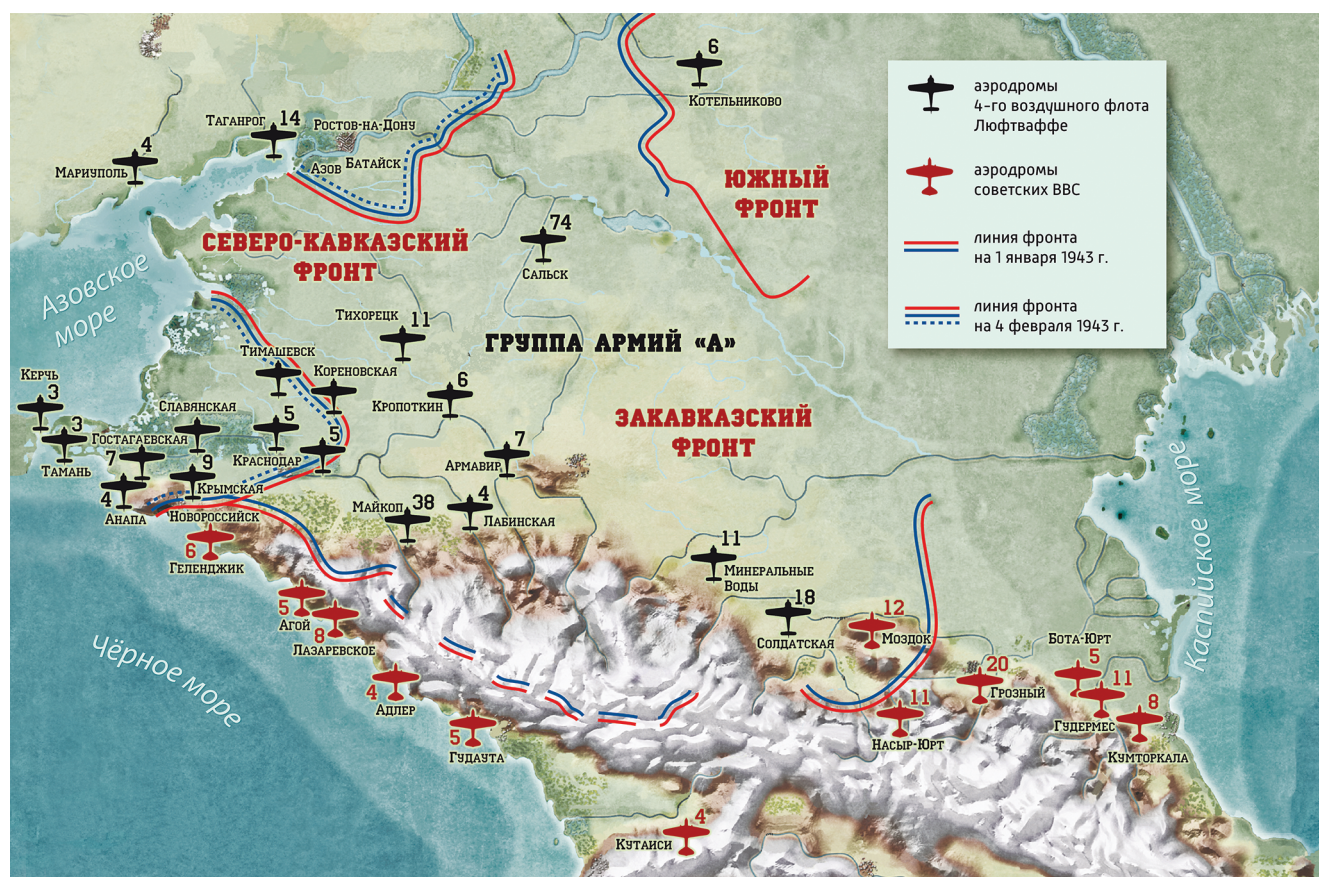 6
КОТЕЛЬНИКОВО
аэродромы
4-го воздушного флота
Люфтваффе
аэродромы
советских ВВС
линия фронта
на 1 января 1943 г.
линия фронта
на 4 февраля 1943 г.
ТАГАНРОГ
14
РОСТОВ-НА-ДОНУ
4
МАРИУПОЛЬ
АЗОВ
БАТАЙСК
ЮЖНЫЙ
ФРОНТ
СЕВЕРО-КАВКАЗСКИЙ
ФРОНТ
74
САЛЬСК
Азовское
море
ТИХОРЕЦК
11
ГРУППА АРМИЙ «А»
ТИМАШЕВСК
КОРЕНОВСКАЯ
КЕРЧЬ
3
6
КРОПОТКИН
СЛАВЯНСКАЯ
5
ЗАКАВКАЗСКИЙ
ФРОНТ
3
ТАМАНЬ
ГОСТАГАЕВСКАЯ
7
КРАСНОДАР
5
7
АРМАВИР
9
КРЫМСКАЯ
4
АНАПА
НОВОРОССИЙСК
МАЙКОП
38
4
ЛАБИНСКАЯ
6
ГЕЛЕНДЖИК
11
МИНЕРАЛЬНЫЕ
ВОДЫ
Каспийское море
5
АГОЙ
8
ЛАЗАРЕВСКОЕ
18
СОЛДАТСКАЯ
12
МОЗДОК
Чёрное море
4
АДЛЕР
20
ГРОЗНЫЙ
БОТА-ЮРТ
5
11
ГУДЕРМЕС
8
КУМТОРКАЛА
11
НАСЫР-ЮРТ
5
ГУДАУТА
4
КУТАИСИ